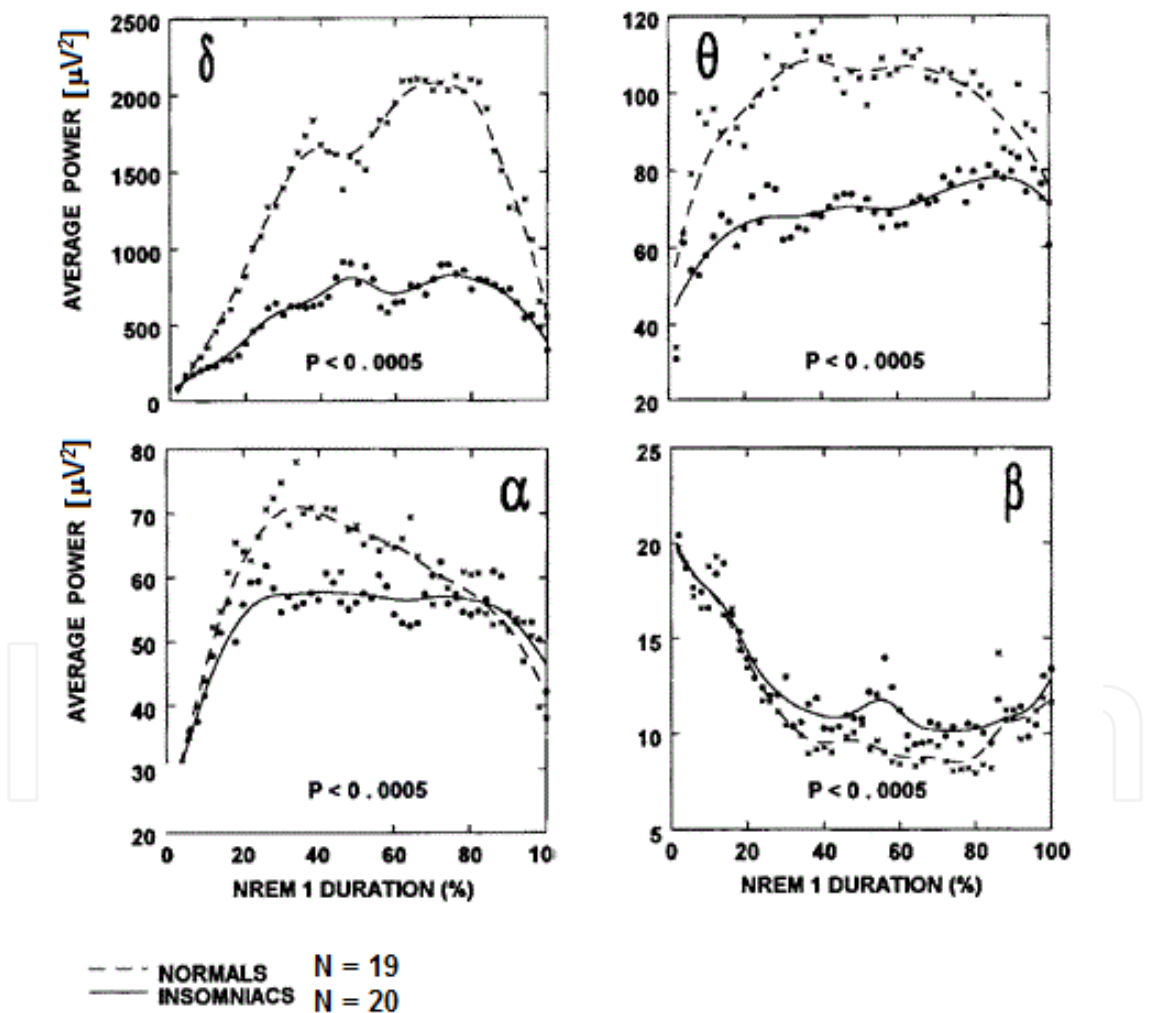 δ
AVERAGE POWER [μV²]
2500
2000
1500
1000
500
0
P < 0 . 0005
θ
120
100
80
60
40
20
P < 0 . 0005
α
AVERAGE POWER [μV²]
80
70
60
50
40
30
20
P < 0 . 0005
0 20 40 60 80 10
NREM 1 DURATION (%)
β
25
20
15
10
5
P < 0 . 0005
0 20 40 60 80 100
NREM 1 DURATION (%)
NORMALS N = 19
INSOMNIACS N = 20